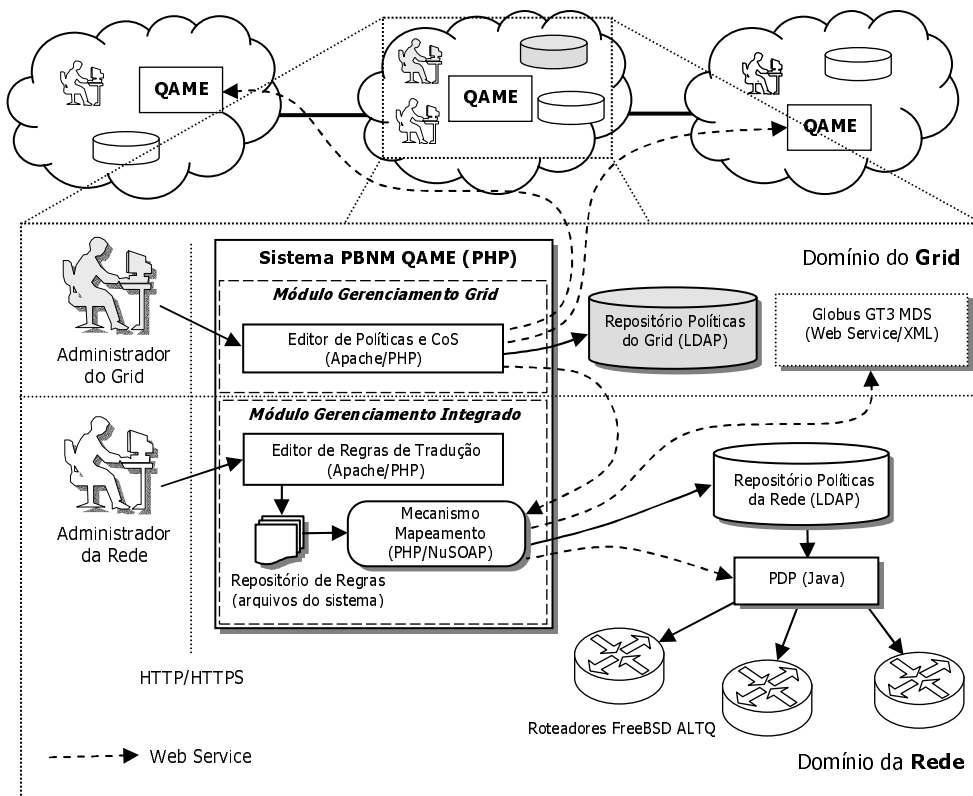 QAME
QAME
QAME
Sistema PBNM QAME (PHP)
Domínio do Grid
Módulo Gerenciamento Grid
Editor de Políticas e CoS
(Apache/PHP)
Repositório Políticas
do Grid (LDAP)
Globus GT3 MDS
(Web Service/XML)
Administrador
do Grid
Módulo Gerenciamento Integrado
Editor de Regras de Tradução
(Apache/PHP)
Repositório Políticas
da Rede (LDAP)
Mecanismo
Mapeamento
(PHP/NuSOAP)
Administrador
da Rede
Repositório de Regras
(arquivos do sistema)
PDP (Java)
HTTP/HTTPS
Roteadores FreeBSD ALTQ
Web Service
Domínio da Rede